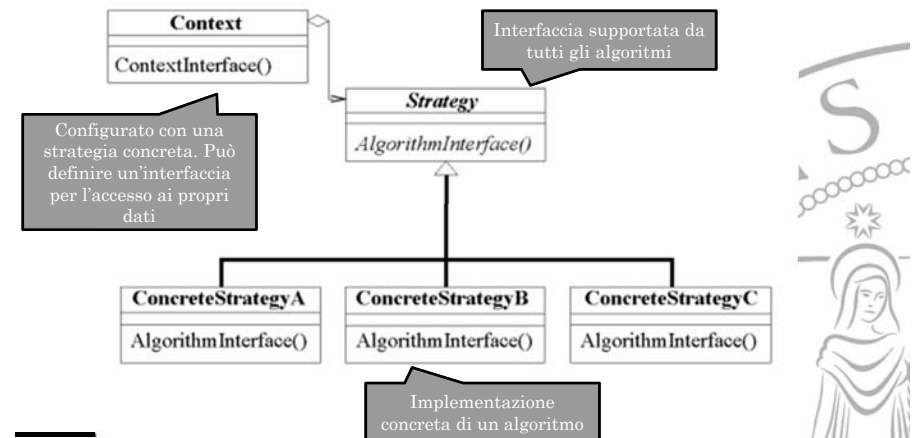 Context
ContextInterface()
Interfaccia supportata da
tutti gli algoritmi
Strategy
AlgorithmInterface()
Configurato con una
strategia concreta. Può
definire un'interfaccia
per l'accesso ai propri
dati
ConcreteStrategyA
AlgorithmInterface()
ConcreteStrategyB
AlgorithmInterface()
ConcreteStrategyC
AlgorithmInterface()
Implementazione
concreta di un algoritmo
S